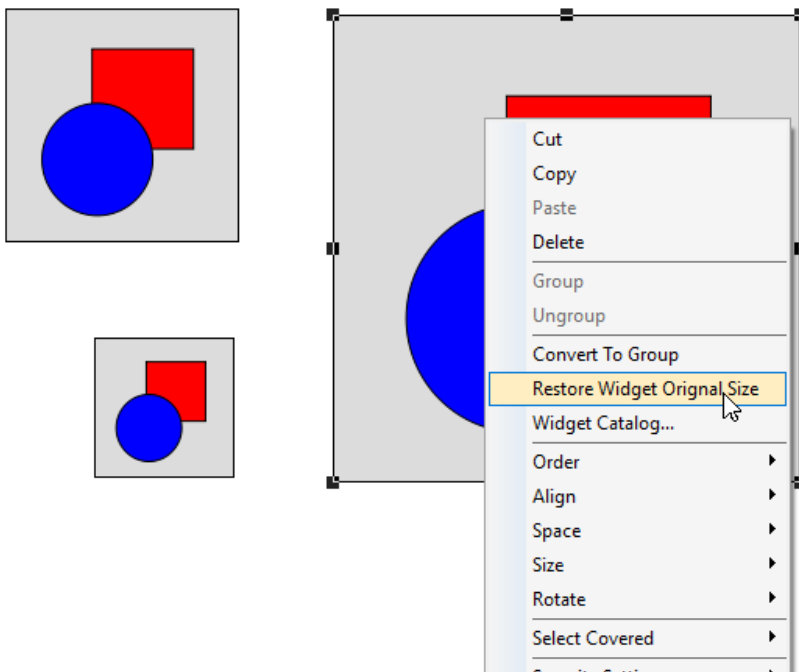 Cut
Copy
Paste
Delete
Group
Ungroup
Convert To Group
Restore Widget Orignal Size
Widget Catalog...
Order
Align
Space
Size
Rotate
Select Covered